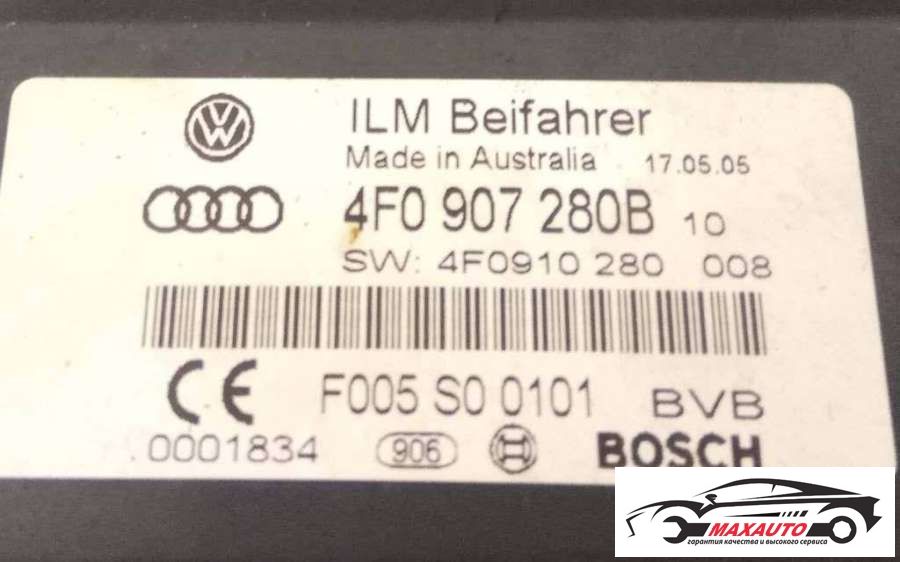 ILM Beifahrer
Made in Australia 17.05.05
4F0 907 280B 10
SW: 4F0910 280 008
CE F005 S0 0101 BVB
.0001834 906 BOSCH
MAXAUTO
гарантия качества и высокого сервиса